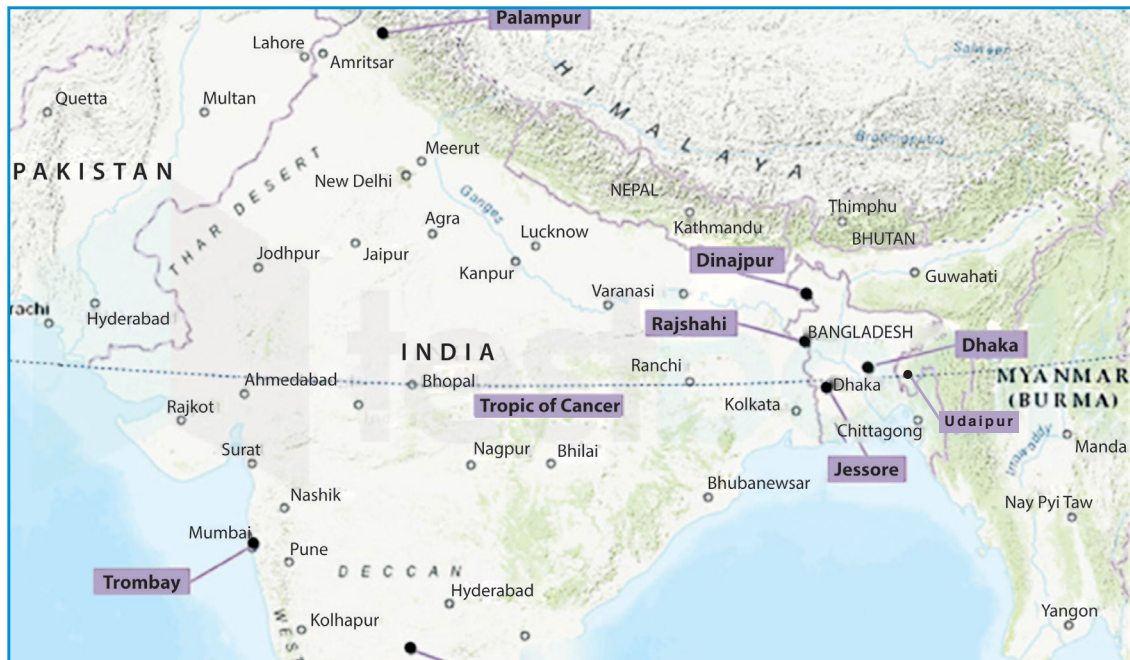 Palampur
Lahore
Amritsar
Quetta
Multan
HIMALAYA
Brahmaputra
PAKISTAN
Meerut
New Delhi
THAR DESERT
Ganges
NEPAL
Kathmandu
Thimphu
BHUTAN
Agra
Lucknow
Jodhpur
Jaipur
Kanpur
Dinajpur
Guwahati
Varanasi
rachi
Hyderabad
Rajshahi
BANGLADESH
Dhaka
INDIA
Ranchi
Ahmedabad
Bhopal
Dhaka
MYANMAR
(BURMA)
Rajkot
Tropic of Cancer
Kolkata
Chittagong
Udaipur
Surat
Nagpur
Bhilai
Jessore
Manda
Nashik
Bhubanewsar
Nay Pyi Taw
Mumbai
Pune
Trombay
DECCAN
Hyderabad
Kolhapur
WEST
Yangon